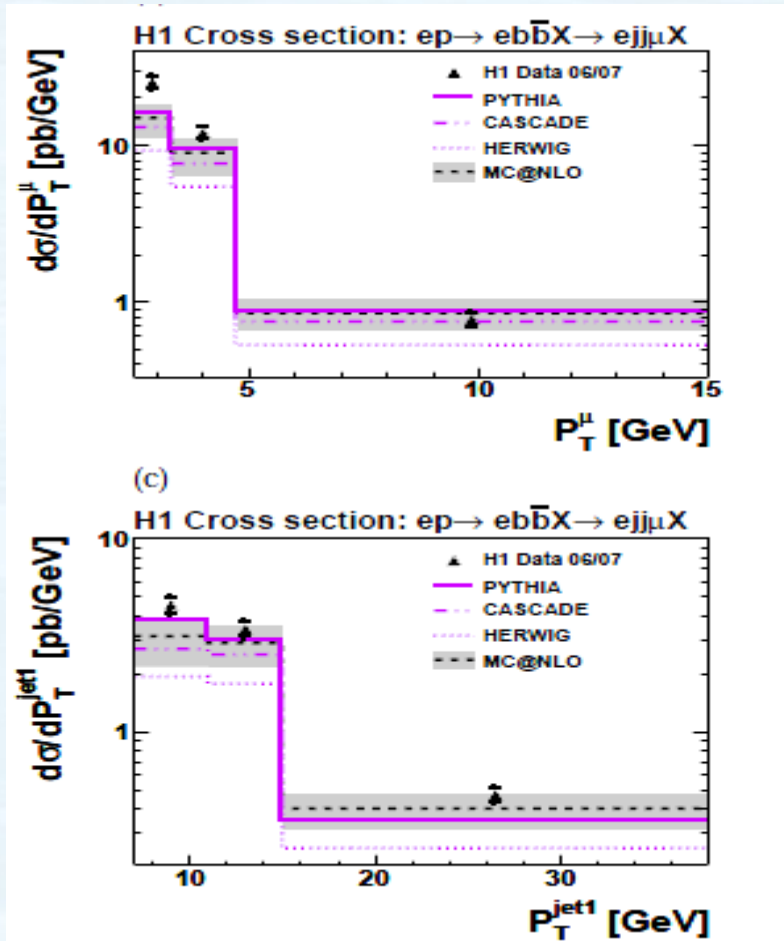 H1 Cross section: ep→ ebb̅X→ ejjμX
dσ/dP_T^μ [pb/GeV]
10
1
▲ H1 Data 06/07
PYTHIA
CASCADE
HERWIG
MC@NLO
5 10 15
P_T^μ [GeV]
(c)
H1 Cross section: ep→ ebb̅X→ ejjμX
dσ/dP_T^jet1 [pb/GeV]
10
1
▲ H1 Data 06/07
PYTHIA
CASCADE
HERWIG
MC@NLO
10 20 30
P_T^jet1 [GeV]